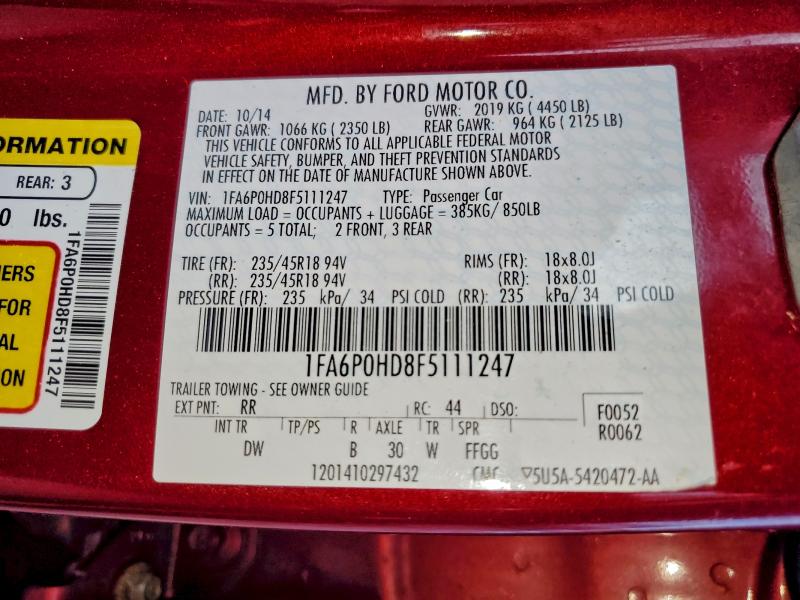 ORMATION
REAR: 3
0 lbs.
1FA6P0HD8F5111247
NERS
FOR
AL
ON
MFD. BY FORD MOTOR CO.
DATE: 10/14 GVWR: 2019 KG ( 4450 LB)
FRONT GAWR: 1066 KG ( 2350 LB) REAR GAWR: 964 KG ( 2125 LB)
THIS VEHICLE CONFORMS TO ALL APPLICABLE FEDERAL MOTOR
VEHICLE SAFETY, BUMPER, AND THEFT PREVENTION STANDARDS
IN EFFECT ON THE DATE OF MANUFACTURE SHOWN ABOVE.
VIN: 1FA6P0HD8F5111247 TYPE: Passenger Car
MAXIMUM LOAD = OCCUPANTS + LUGGAGE = 385KG/ 850LB
OCCUPANTS = 5 TOTAL; 2 FRONT, 3 REAR
TIRE (FR): 235/45R18 94V RIMS (FR): 18x8.0J
(RR): 235/45R18 94V (RR): 18x8.0J
PRESSURE (FR): 235 kPa/ 34 PSI COLD (RR): 235 kPa/ 34 PSI COLD
1FA6P0HD8F5111247
TRAILER TOWING - SEE OWNER GUIDE
EXT PNT: RR RC: 44 DSO: F0052
R0062
INT TR TP/PS R AXLE TR SPR
DW B 30 W FFGG
1201410297432 CMC ▽5U5A-5420472-AA